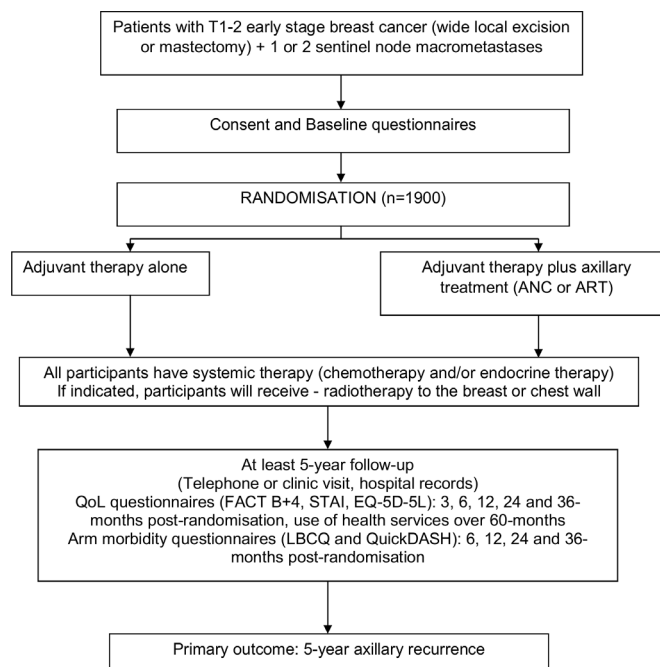 Patients with T1-2 early stage breast cancer (wide local excision
or mastectomy) + 1 or 2 sentinel node macrometastases
Consent and Baseline questionnaires
RANDOMISATION (n=1900)
Adjuvant therapy alone
Adjuvant therapy plus axillary
treatment (ANC or ART)
All participants have systemic therapy (chemotherapy and/or endocrine therapy)
If indicated, participants will receive - radiotherapy to the breast or chest wall
At least 5-year follow-up
(Telephone or clinic visit, hospital records)
QoL questionnaires (FACT B+4, STAI, EQ-5D-5L): 3, 6, 12, 24 and 36-
months post-randomisation, use of health services over 60-months
Arm morbidity questionnaires (LBCQ and QuickDASH): 6, 12, 24 and 36-
months post-randomisation
Primary outcome: 5-year axillary recurrence